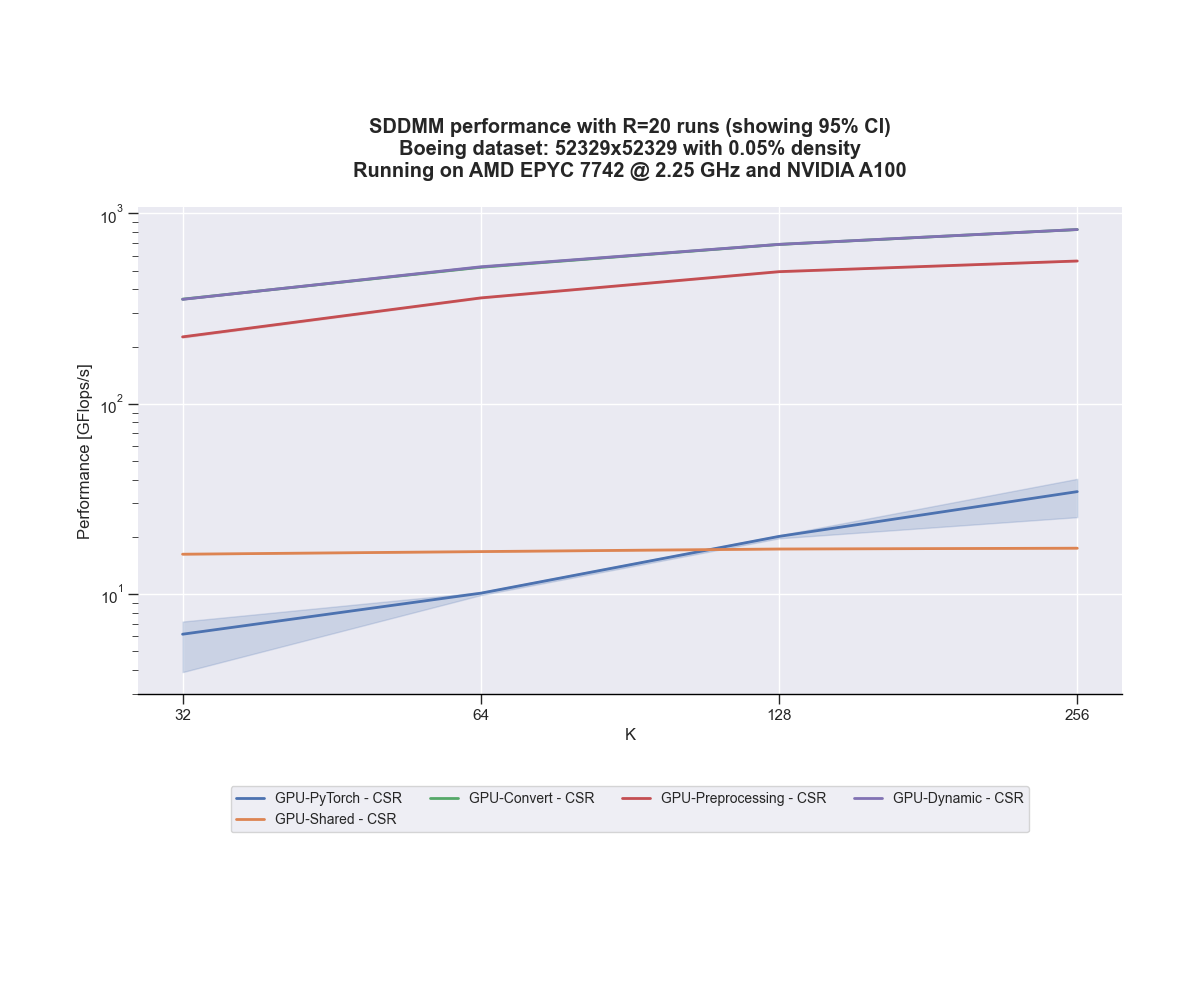 SDDMM performance with R=20 runs (showing 95% CI)
Boeing dataset: 52329x52329 with 0.05% density
Running on AMD EPYC 7742 @ 2.25 GHz and NVIDIA A100
10³
10²
10¹
Performance [GFlops/s]
32 64 128 256
K
GPU-PyTorch - CSR GPU-Convert - CSR GPU-Preprocessing - CSR GPU-Dynamic - CSR
GPU-Shared - CSR